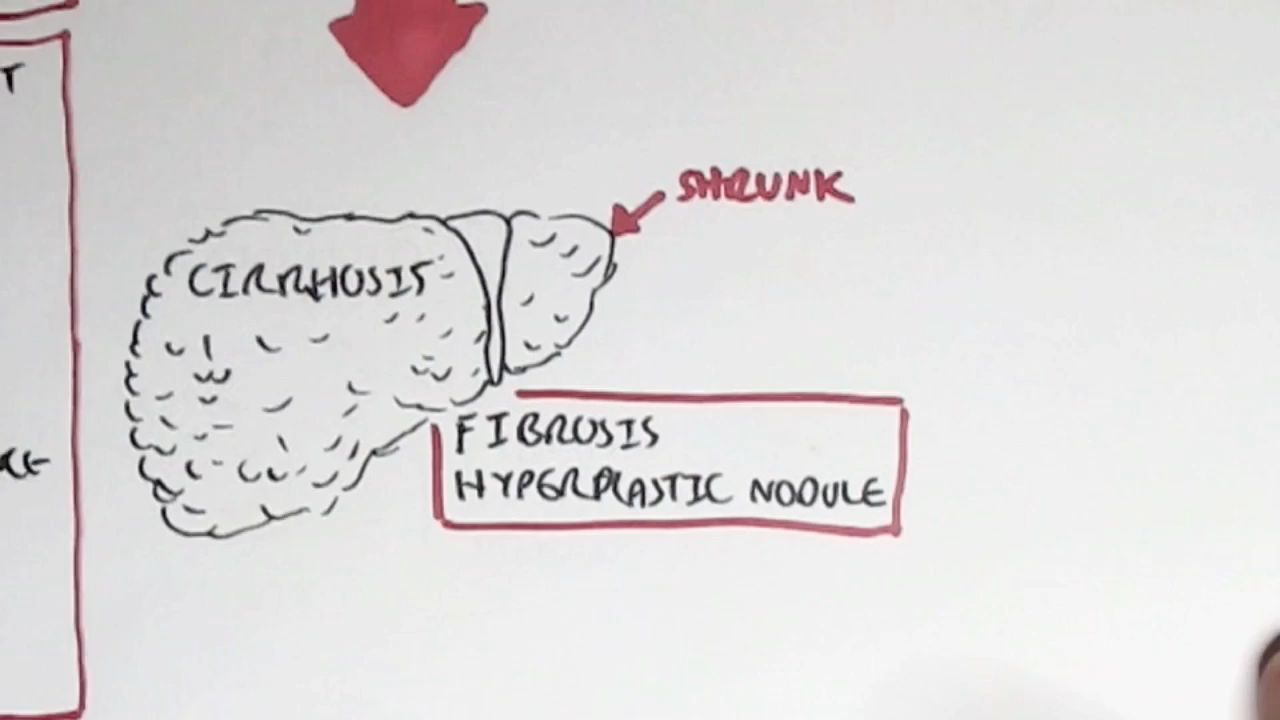 T
SHRUNK
CIRRHOSIS
FIBROSIS
HYPERPLASTIC NODULE